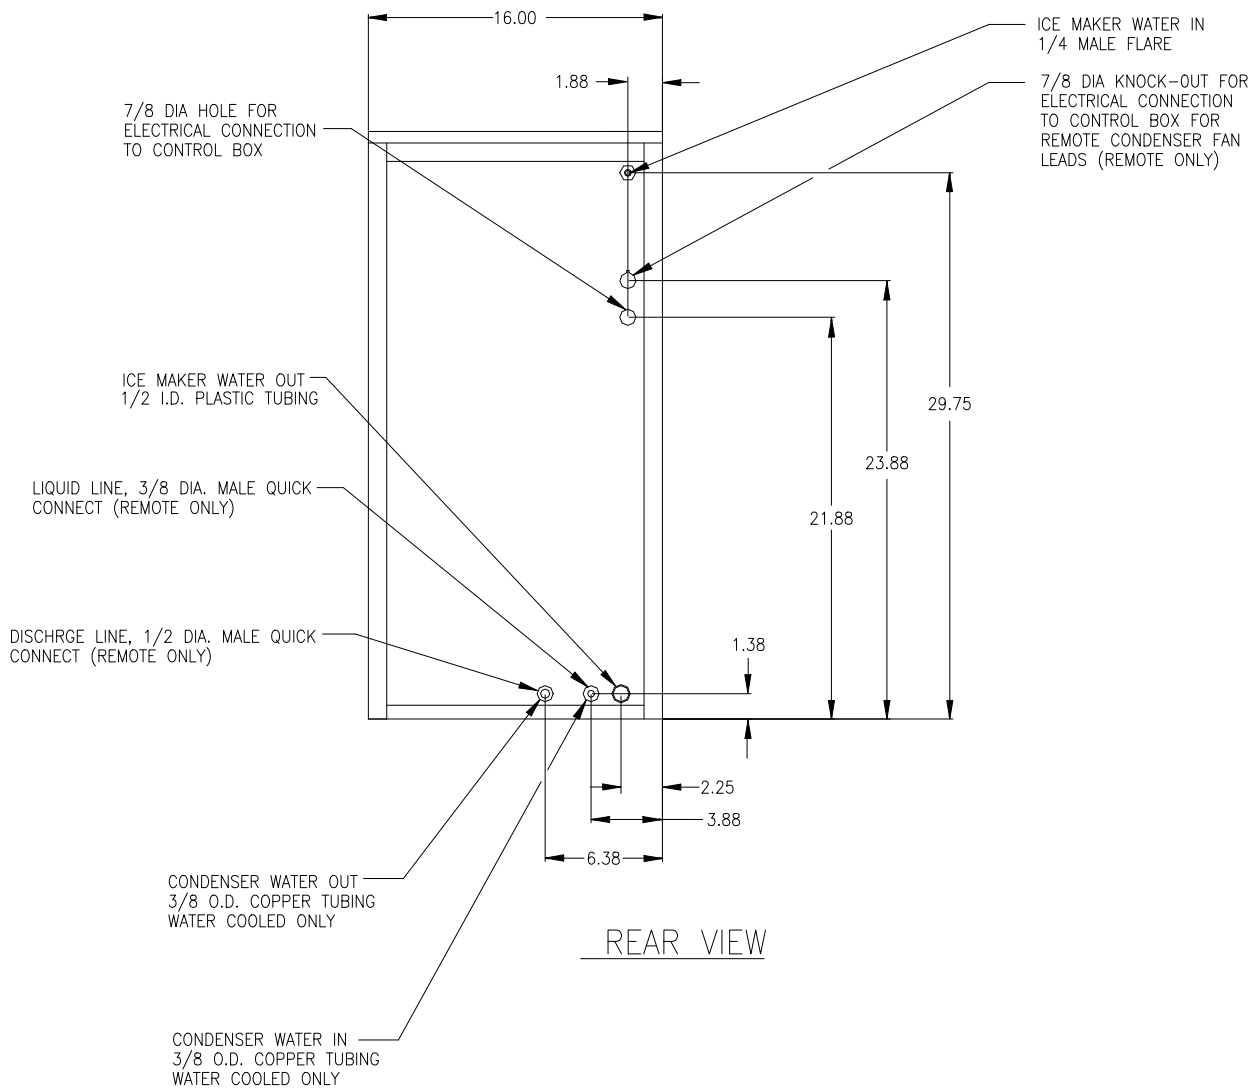 16.00
ICE MAKER WATER IN
1/4 MALE FLARE
1.88
7/8 DIA KNOCK-OUT FOR
ELECTRICAL CONNECTION
TO CONTROL BOX FOR
REMOTE CONDENSER FAN
LEADS (REMOTE ONLY)
7/8 DIA HOLE FOR
ELECTRICAL CONNECTION
TO CONTROL BOX
ICE MAKER WATER OUT
1/2 I.D. PLASTIC TUBING
29.75
23.88
21.88
LIQUID LINE, 3/8 DIA. MALE QUICK
CONNECT (REMOTE ONLY)
DISCHRGE LINE, 1/2 DIA. MALE QUICK
CONNECT (REMOTE ONLY)
1.38
2.25
3.88
6.38
CONDENSER WATER OUT
3/8 O.D. COPPER TUBING
WATER COOLED ONLY
REAR VIEW
CONDENSER WATER IN
3/8 O.D. COPPER TUBING
WATER COOLED ONLY